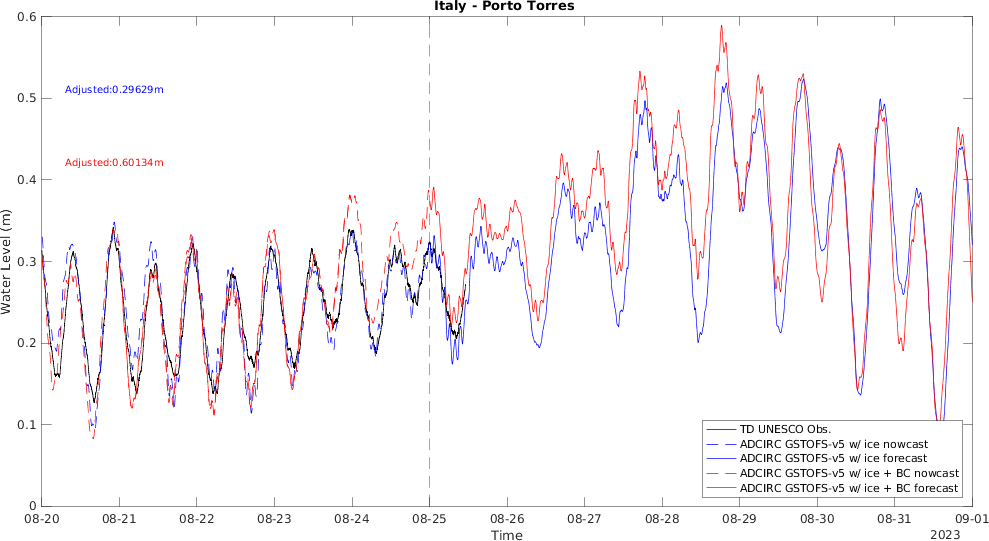 Italy - Porto Torres
0.6
0.5
0.4
0.3
0.2
0.1
0
Water Level (m)
Adjusted:0.29629m
Adjusted:0.60134m
TD UNESCO Obs.
ADCIRC GSTOFS-v5 w/ ice nowcast
ADCIRC GSTOFS-v5 w/ ice forecast
ADCIRC GSTOFS-v5 w/ ice + BC nowcast
ADCIRC GSTOFS-v5 w/ ice + BC forecast
08-20 08-21 08-22 08-23 08-24 08-25 08-26 08-27 08-28 08-29 08-30 08-31 09-01
Time
2023